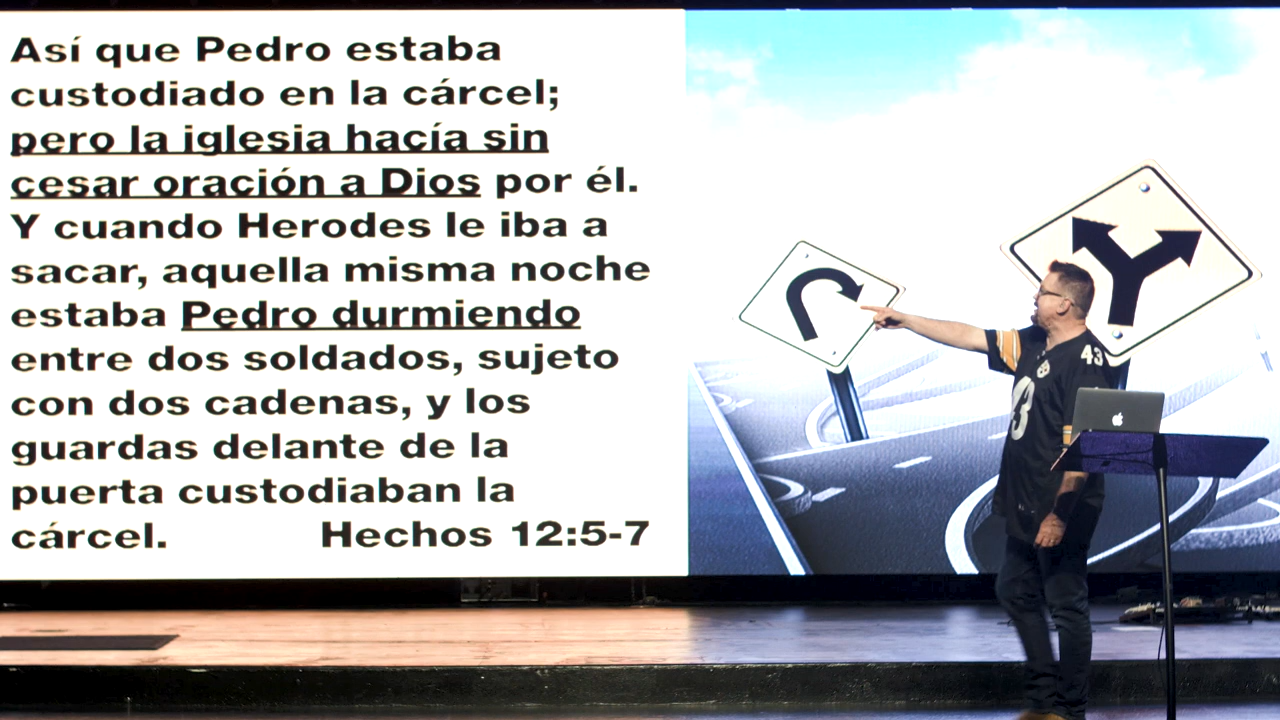 Así que Pedro estaba
custodiado en la cárcel;
pero la iglesia hacía sin
cesar oración a Dios por él.
Y cuando Herodes le iba a
sacar, aquella misma noche
estaba Pedro durmiendo
entre dos soldados, sujeto
con dos cadenas, y los
guardas delante de la
puerta custodiaban la
cárcel. Hechos 12:5-7
43
43